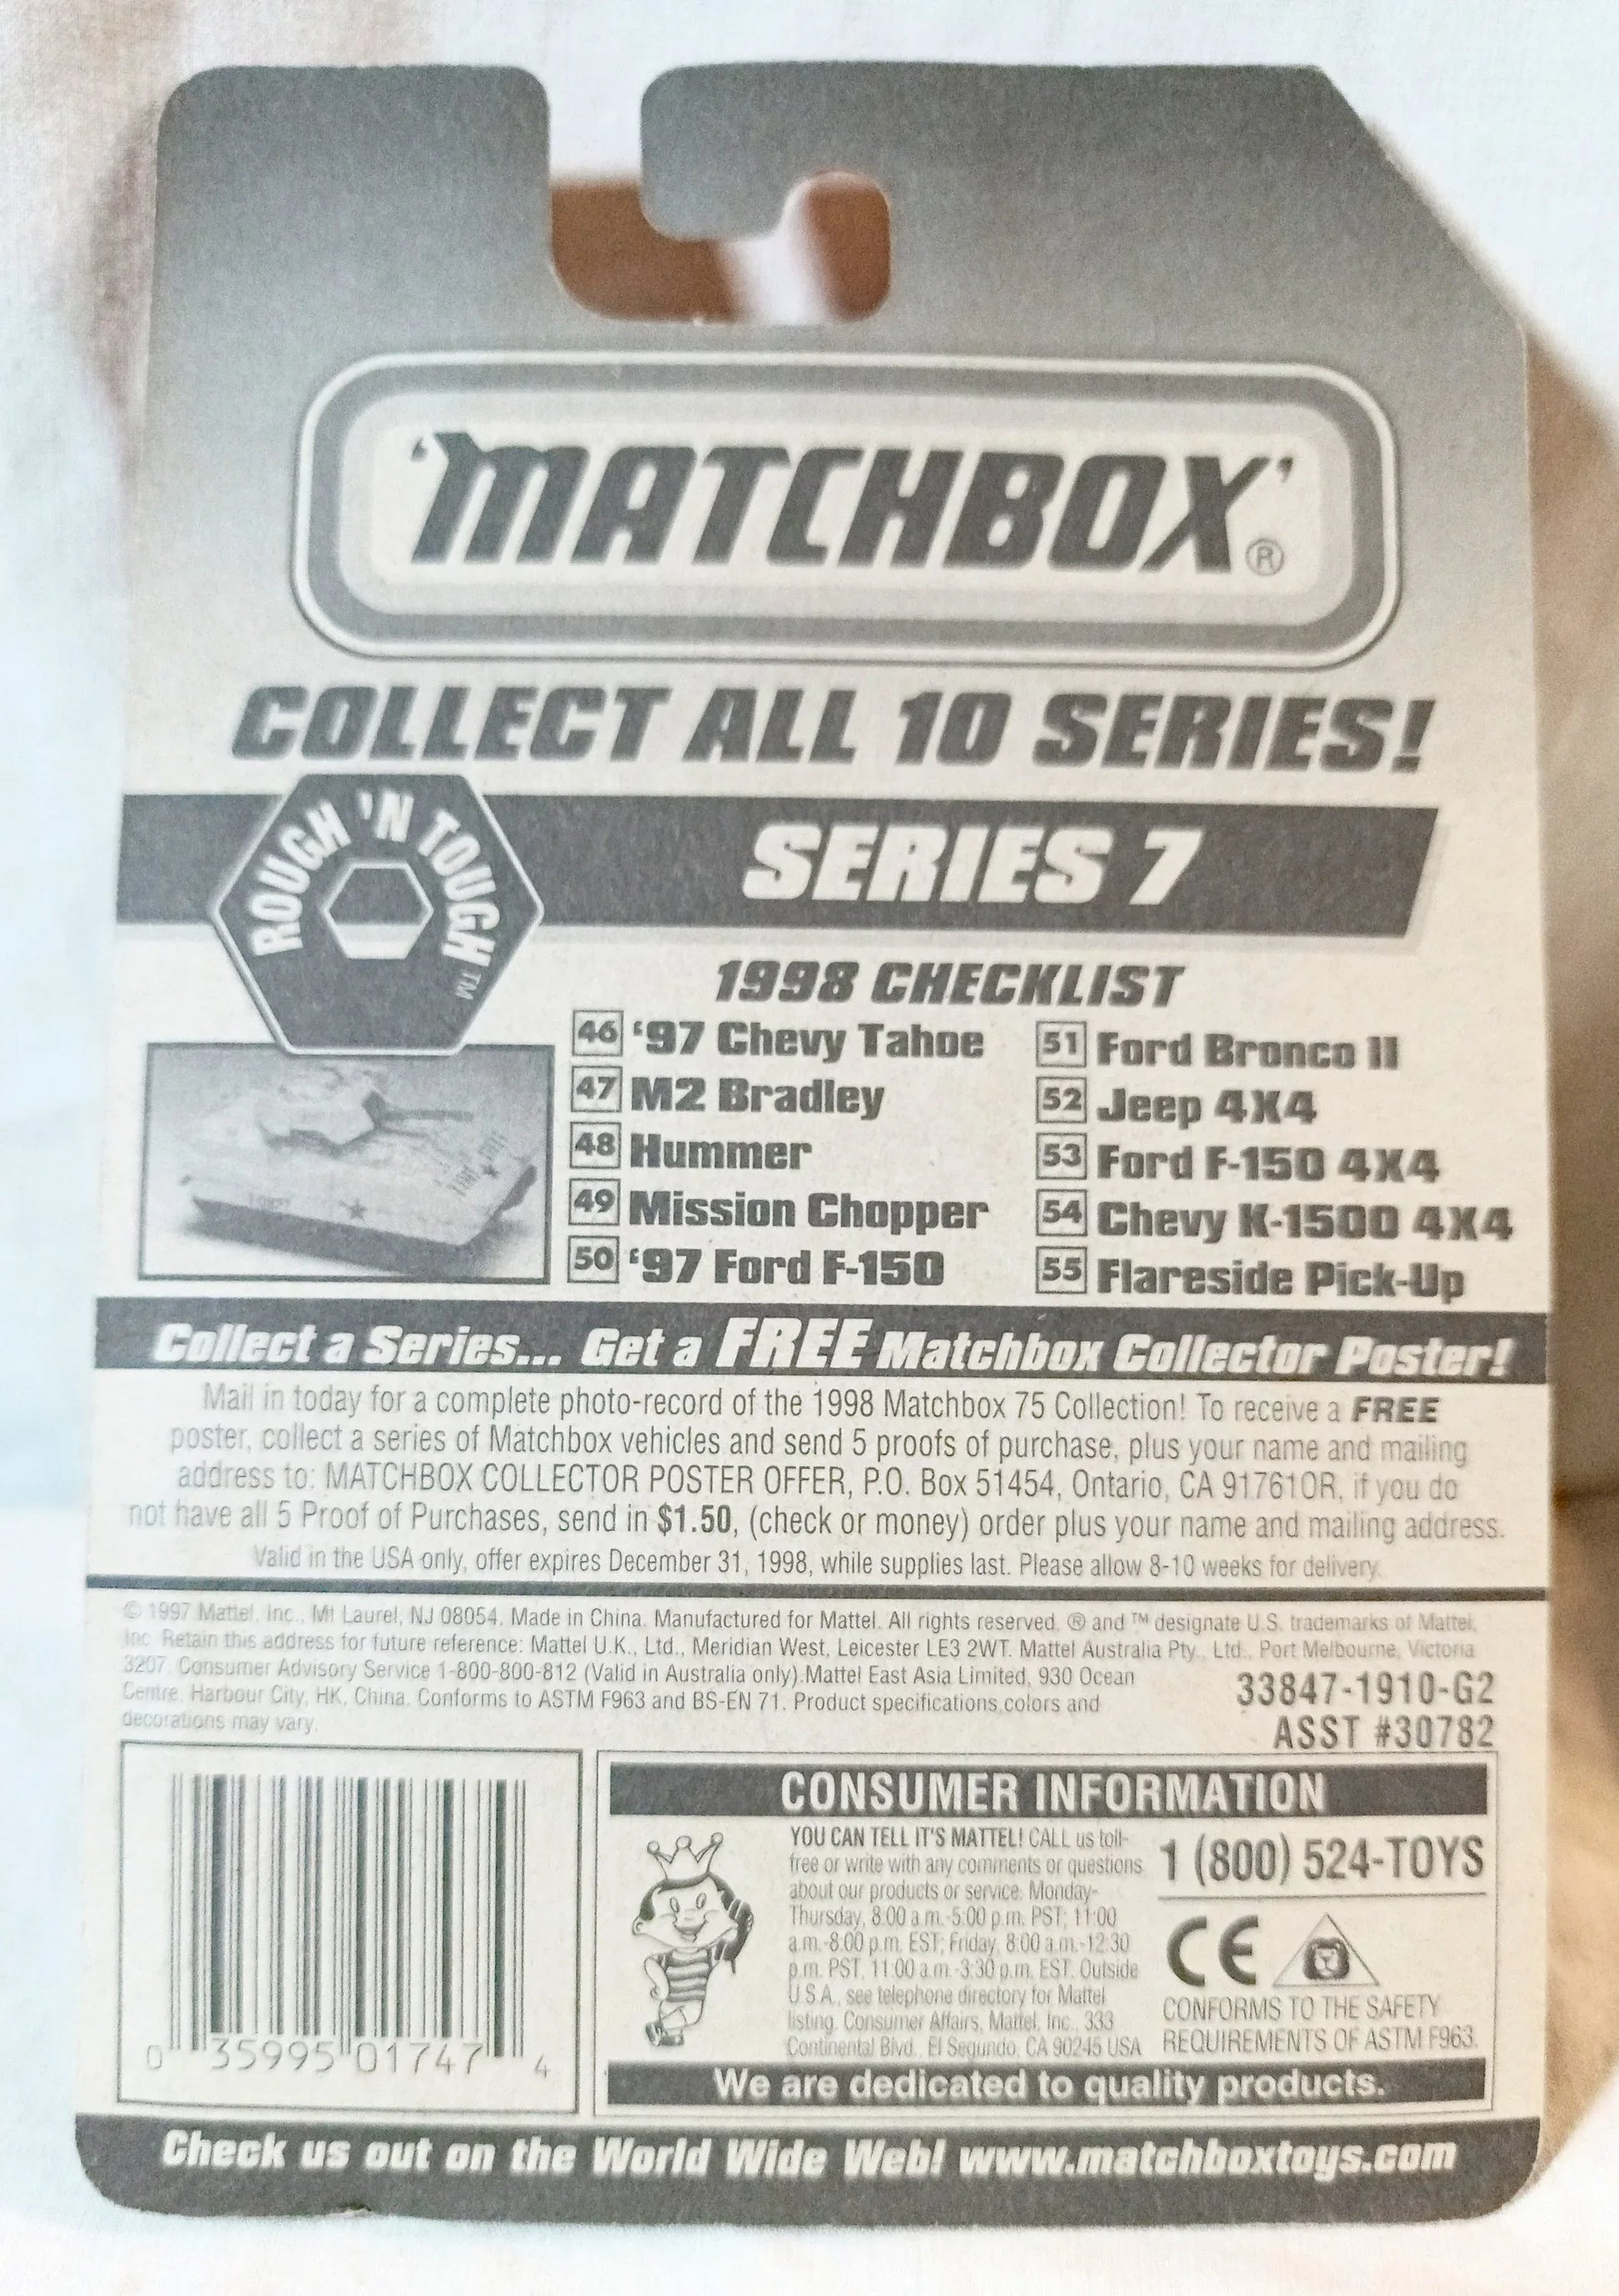 'MATCHBOX'®
COLLECT ALL 10 SERIES!
ROUGH 'N TOUGH™
SERIES 7
1998 CHECKLIST
46 '97 Chevy Tahoe
47 M2 Bradley
48 Hummer
49 Mission Chopper
50 '97 Ford F-150
51 Ford Bronco II
52 Jeep 4X4
53 Ford F-150 4X4
54 Chevy K-1500 4X4
55 Flareside Pick-Up
Collect a Series... Get a FREE Matchbox Collector Poster!
Mail in today for a complete photo-record of the 1998 Matchbox 75 Collection! To receive a FREE
poster, collect a series of Matchbox vehicles and send 5 proofs of purchase, plus your name and mailing
address to: MATCHBOX COLLECTOR POSTER OFFER, P.O. Box 51454, Ontario, CA 91761OR, if you do
not have all 5 Proof of Purchases, send in $1.50, (check or money) order plus your name and mailing address.
Valid in the USA only, offer expires December 31, 1998, while supplies last. Please allow 8-10 weeks for delivery.
© 1997 Mattel, Inc., Mt Laurel, NJ 08054. Made in China. Manufactured for Mattel. All rights reserved. ® and ™ designate U.S. trademarks of Mattel,
Inc. Retain this address for future reference: Mattel U.K., Ltd., Meridian West, Leicester LE3 2WT. Mattel Australia Pty., Ltd., Port Melbourne, Victoria
3207. Consumer Advisory Service 1-800-800-812 (Valid in Australia only).Mattel East Asia Limited, 930 Ocean
Centre, Harbour City, HK, China. Conforms to ASTM F963 and BS-EN 71. Product specifications,colors and
decorations may vary.
33847-1910-G2
ASST #30782
0 35995 01747 4
CONSUMER INFORMATION
YOU CAN TELL IT'S MATTEL! CALL us toll-
free or write with any comments or questions
about our products or service. Monday-
Thursday, 8:00 a.m.-5:00 p.m. PST; 11:00
a.m.-8:00 p.m. EST; Friday, 8:00 a.m.-12:30
p.m. PST, 11:00 a.m.-3:30 p.m. EST. Outside
U.S.A., see telephone directory for Mattel
listing. Consumer Affairs, Mattel, Inc., 333
Continental Blvd., El Segundo, CA 90245 USA
1 (800) 524-TOYS
CE
CONFORMS TO THE SAFETY
REQUIREMENTS OF ASTM F963.
We are dedicated to quality products.
Check us out on the World Wide Web! www.matchboxtoys.com